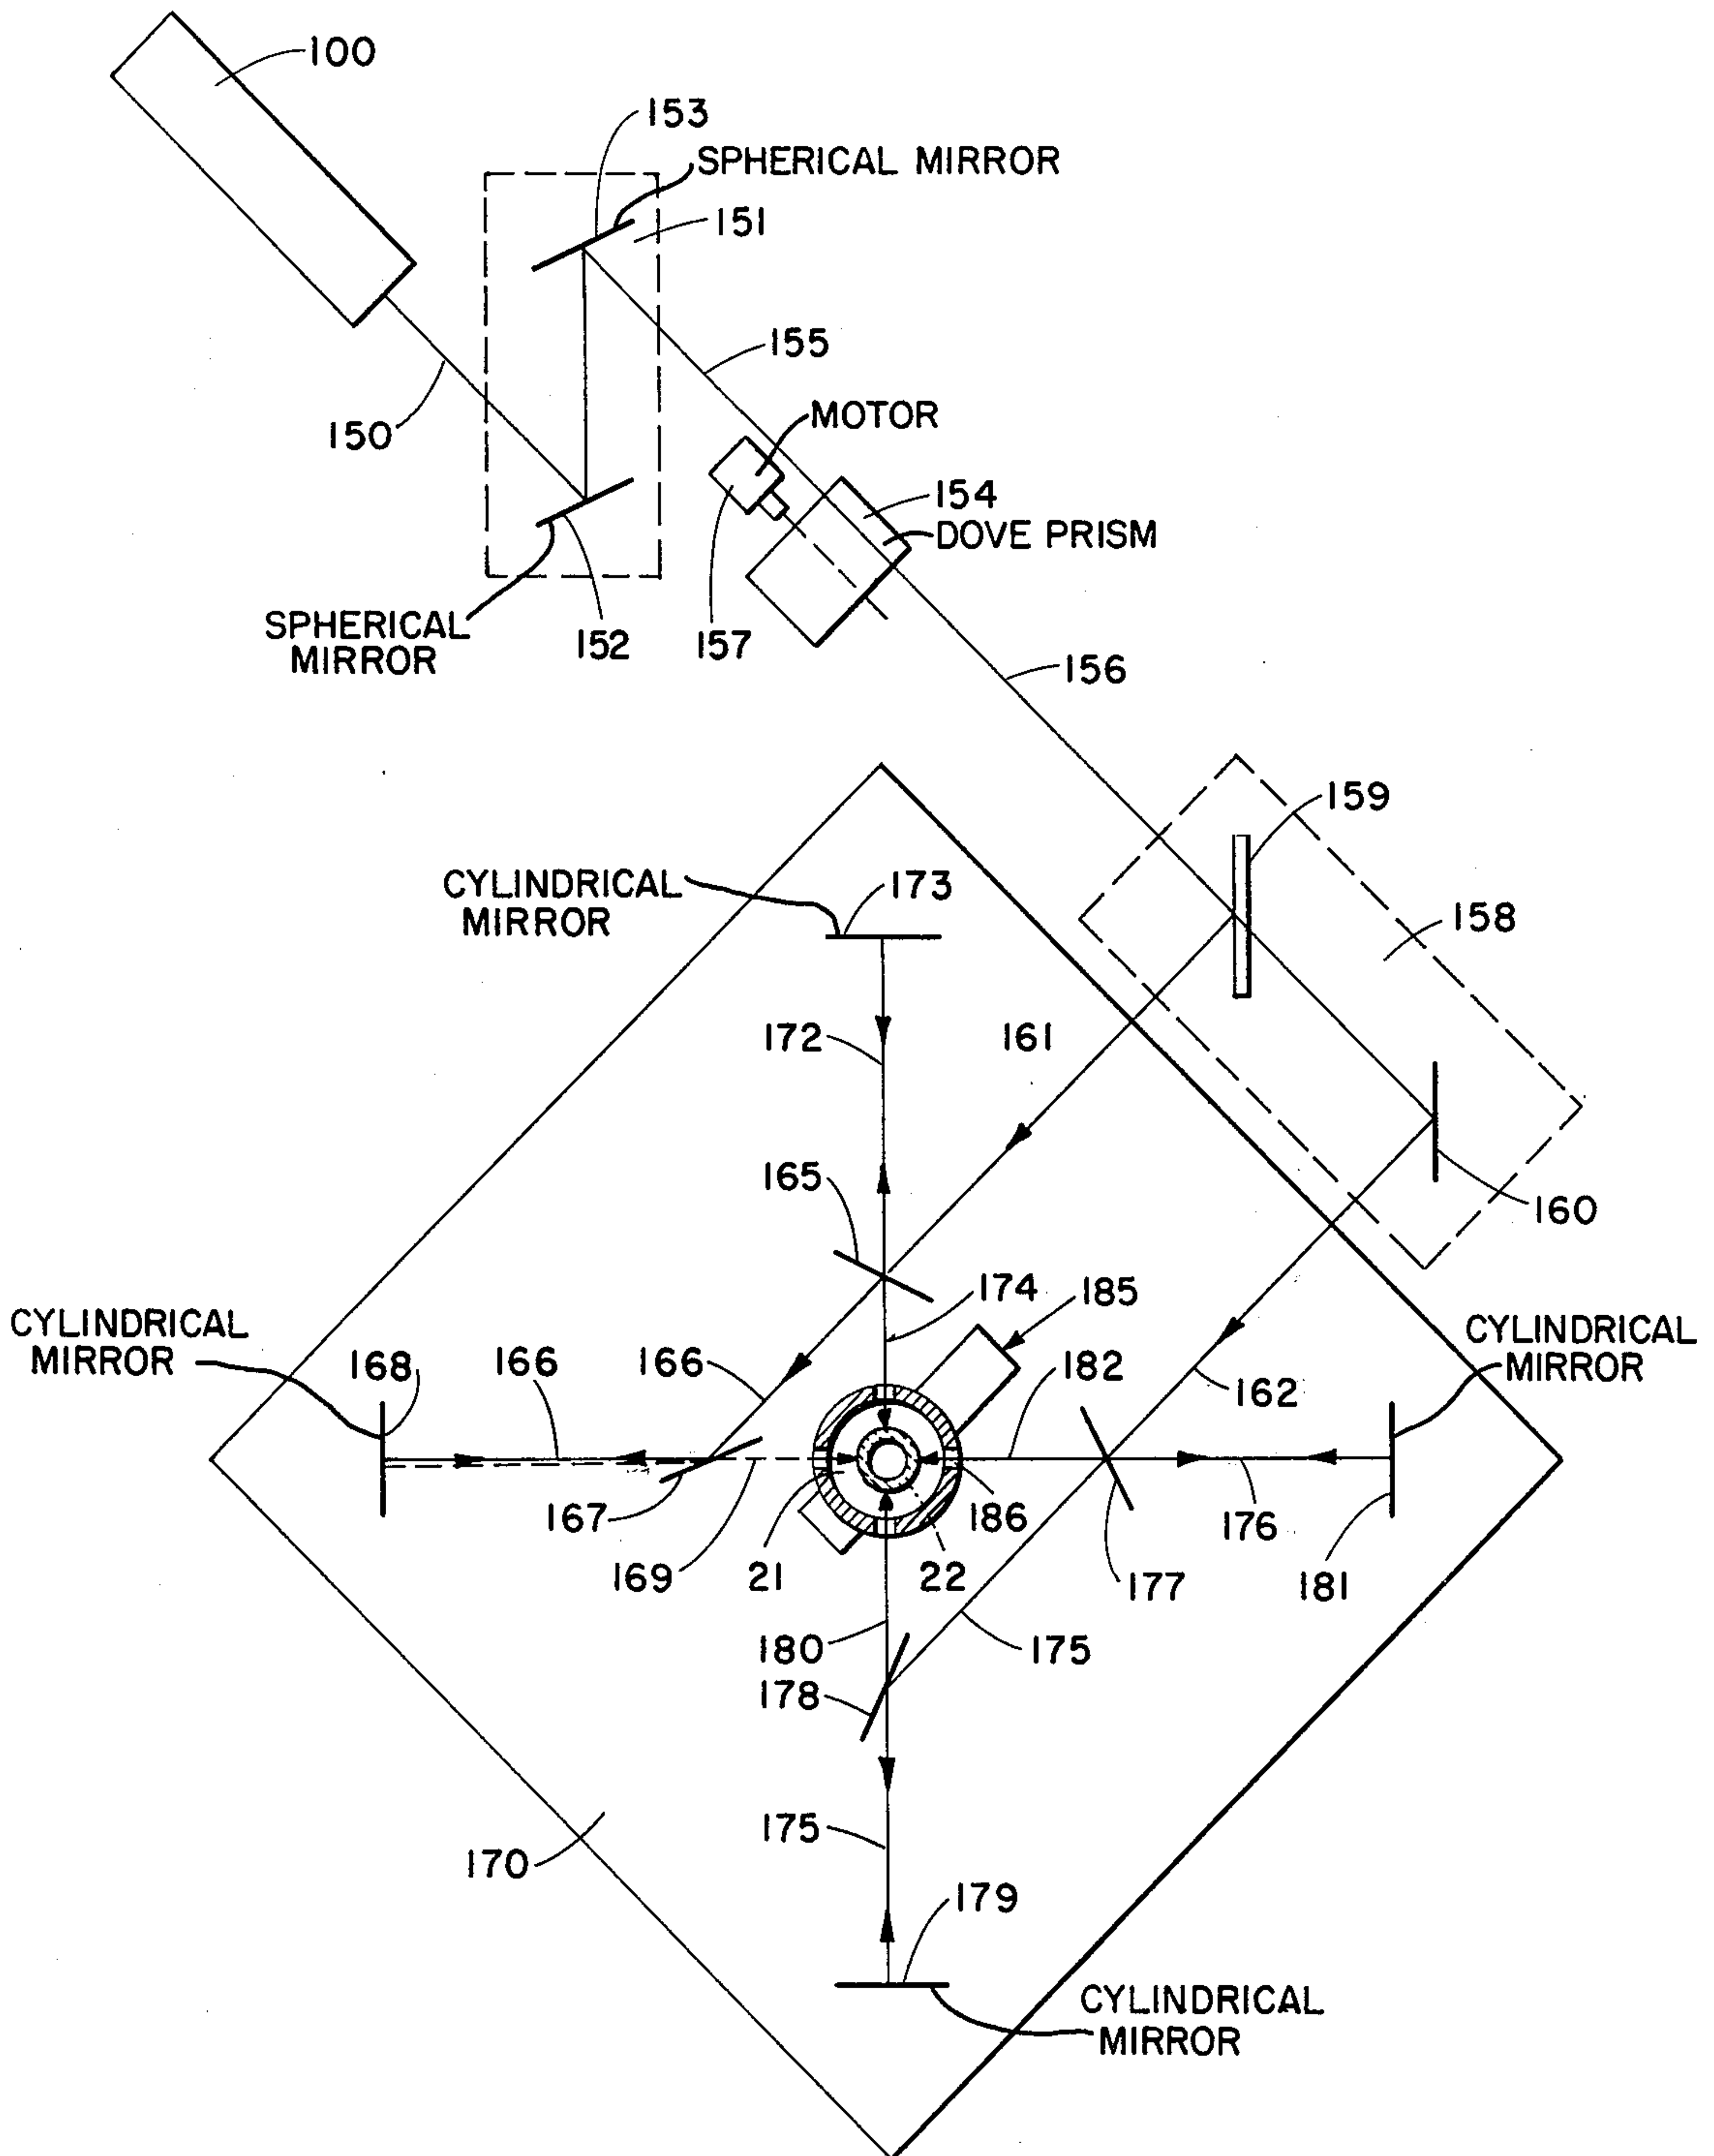 100
153
SPHERICAL MIRROR
151
155
150
MOTOR
154
DOVE PRISM
SPHERICAL
MIRROR
152
157
156
159
CYLINDRICAL
MIRROR
173
158
172
161
165
160
174
185
CYLINDRICAL
MIRROR
168
166
166
182
CYLINDRICAL
MIRROR
162
167
186
176
169
21
22
177
181
180
175
178
175
170
179
CYLINDRICAL
MIRROR